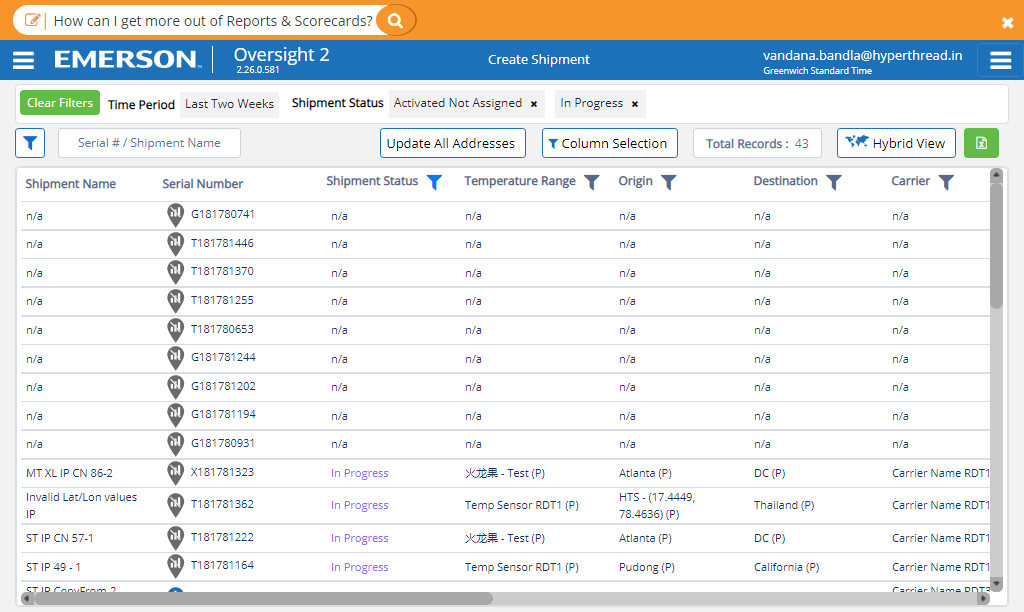 How can I get more out of Reports & Scorecards?
EMERSON Oversight 2
2.26.0.581
Create Shipment
vandana.bandla@hyperthread.in
Greenwich Standard Time
Clear Filters Time Period Last Two Weeks Shipment Status Activated Not Assigned × In Progress ×
Serial # / Shipment Name Update All Addresses Column Selection Total Records : 43 Hybrid View
Shipment Name Serial Number Shipment Status Temperature Range Origin Destination Carrier
n/a G181780741 n/a n/a n/a n/a n/a
n/a T181781446 n/a n/a n/a n/a n/a
n/a T181781370 n/a n/a n/a n/a n/a
n/a T181781255 n/a n/a n/a n/a n/a
n/a T181780653 n/a n/a n/a n/a n/a
n/a G181781244 n/a n/a n/a n/a n/a
n/a G181781202 n/a n/a n/a n/a n/a
n/a G181781194 n/a n/a n/a n/a n/a
n/a G181780931 n/a n/a n/a n/a n/a
MT XL IP CN 86-2 X181781323 In Progress 火龙果 - Test (P) Atlanta (P) DC (P) Carrier Name RDT1
Invalid Lat/Lon values
IP
T181781362 In Progress Temp Sensor RDT1 (P)
HTS - (17.4449,
78.4636) (P)
Thailand (P) Carrier Name RDT1
ST IP CN 57-1 T181781222 In Progress 火龙果 - Test (P) Atlanta (P) DC (P) Carrier Name RDT1
ST IP 49 - 1 T181781164 In Progress Temp Sensor RDT1 (P) Pudong (P) California (P) Carrier Name RDT1
ST IP CopyFrom 2 Carrier Name